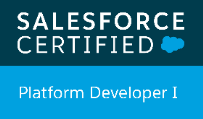 SALESFORCE
CERTIFIED
Platform Developer I